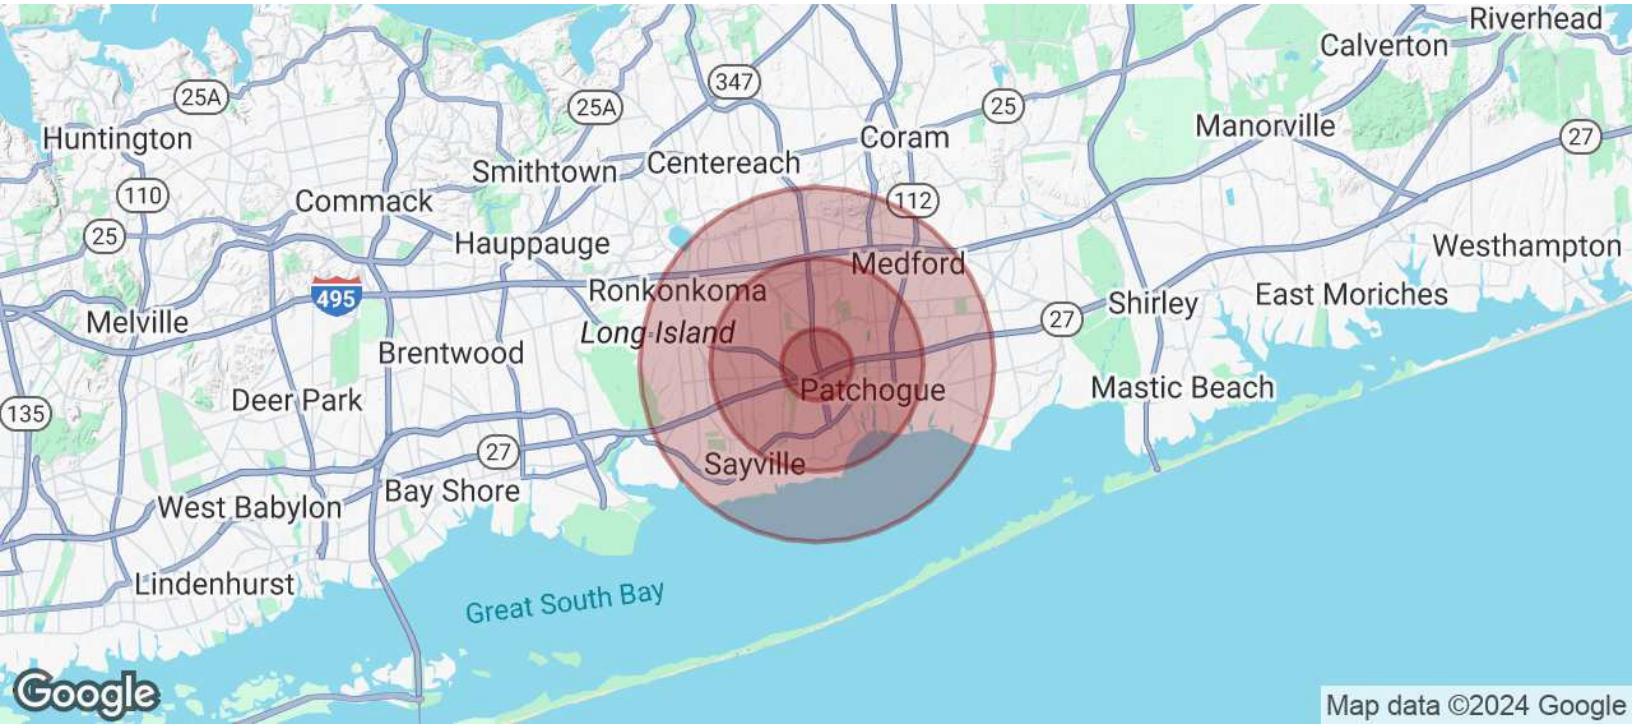 Riverhead
Calverton
347
25A
25A
25
Manorville
27
Huntington
Coram
Centereach
Smithtown
110
Commack
112
25
Hauppauge
Westhampton
Medford
Ronkonkoma
495
East Moriches
Shirley
27
Melville
Long Island
Brentwood
Patchogue
Mastic Beach
Deer Park
135
27
Sayville
Bay Shore
West Babylon
Lindenhurst
Great South Bay
Google
Map data ©2024 Google